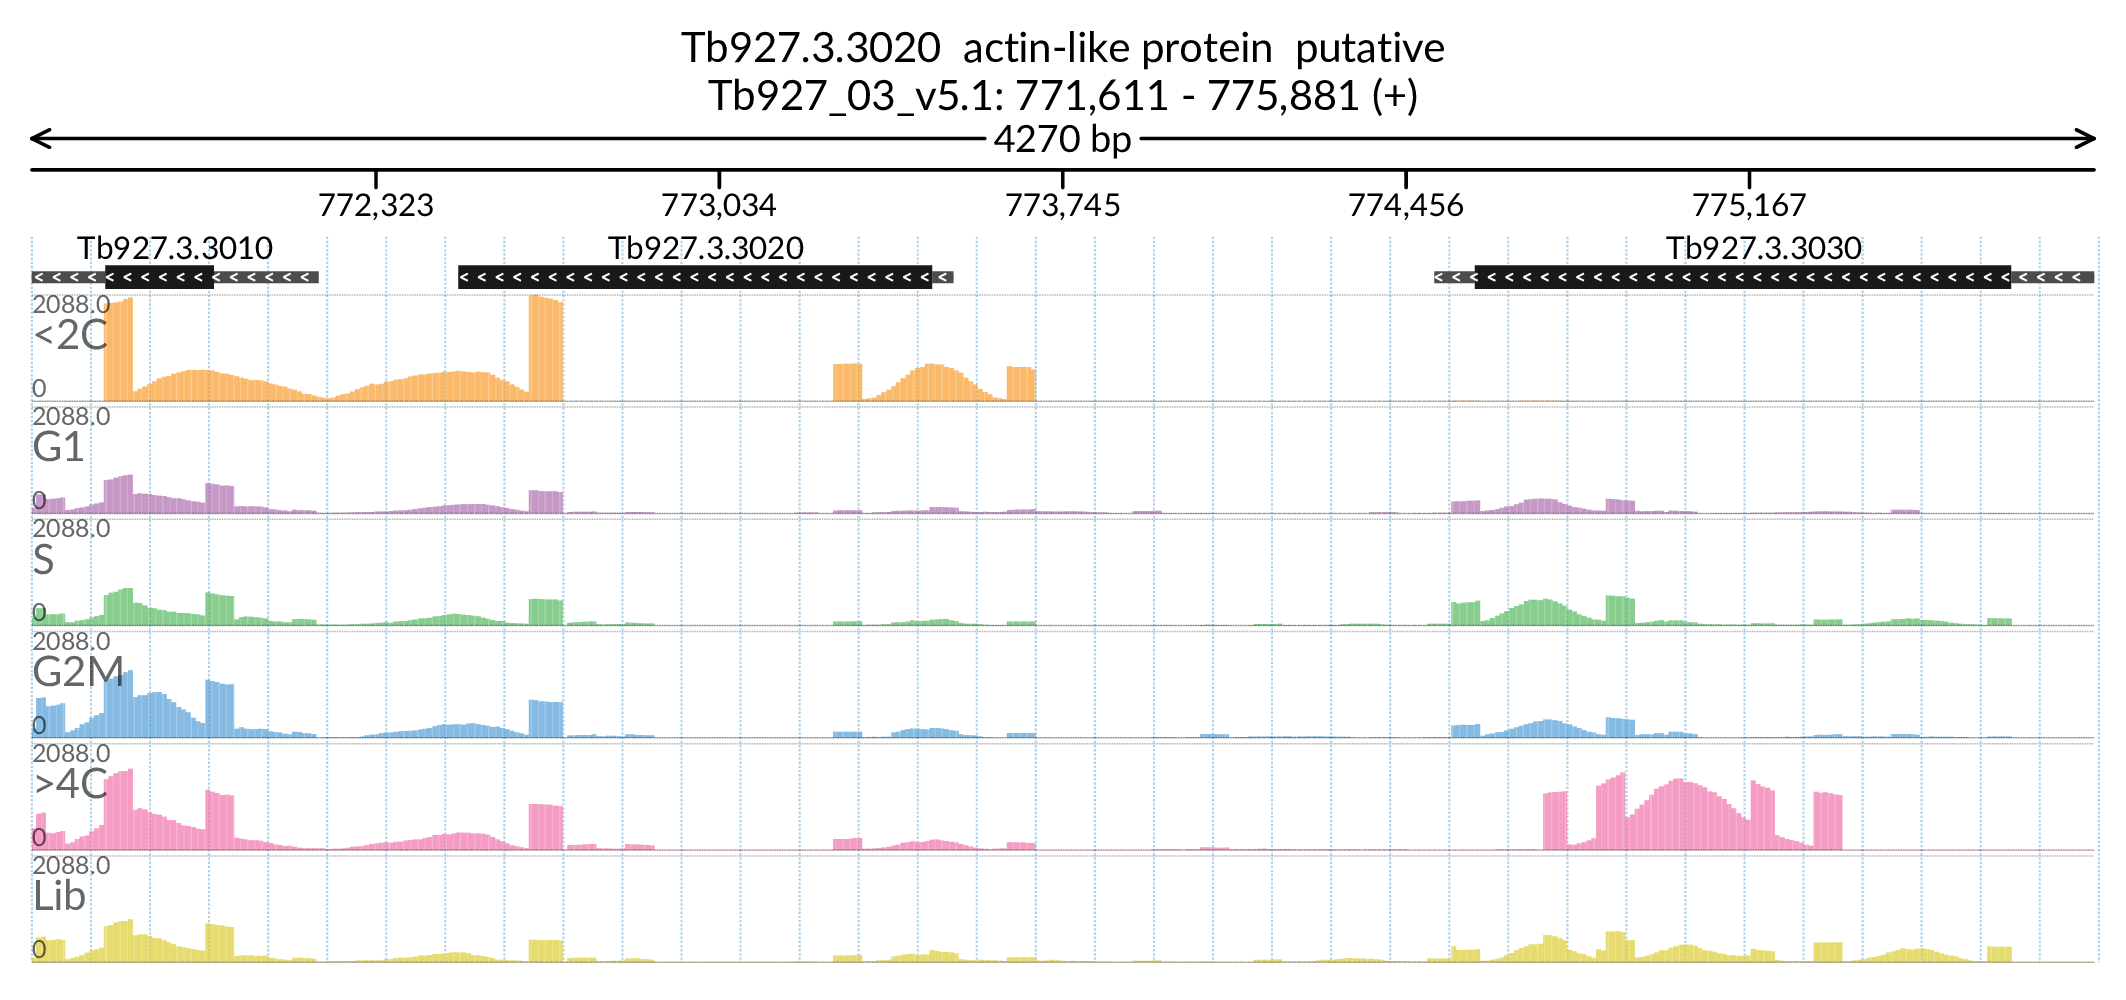 Tb927.3.3020  actin-like protein  putative
Tb927_03_v5.1: 771,611 - 775,881 (+)
4270 bp
772,323 773,034 773,745 774,456 775,167
Tb927.3.3010 Tb927.3.3020 Tb927.3.3030
2088.0
<2C
0
2088.0
G1
0
2088.0
S
0
2088.0
G2M
0
2088.0
>4C
0
2088.0
Lib
0